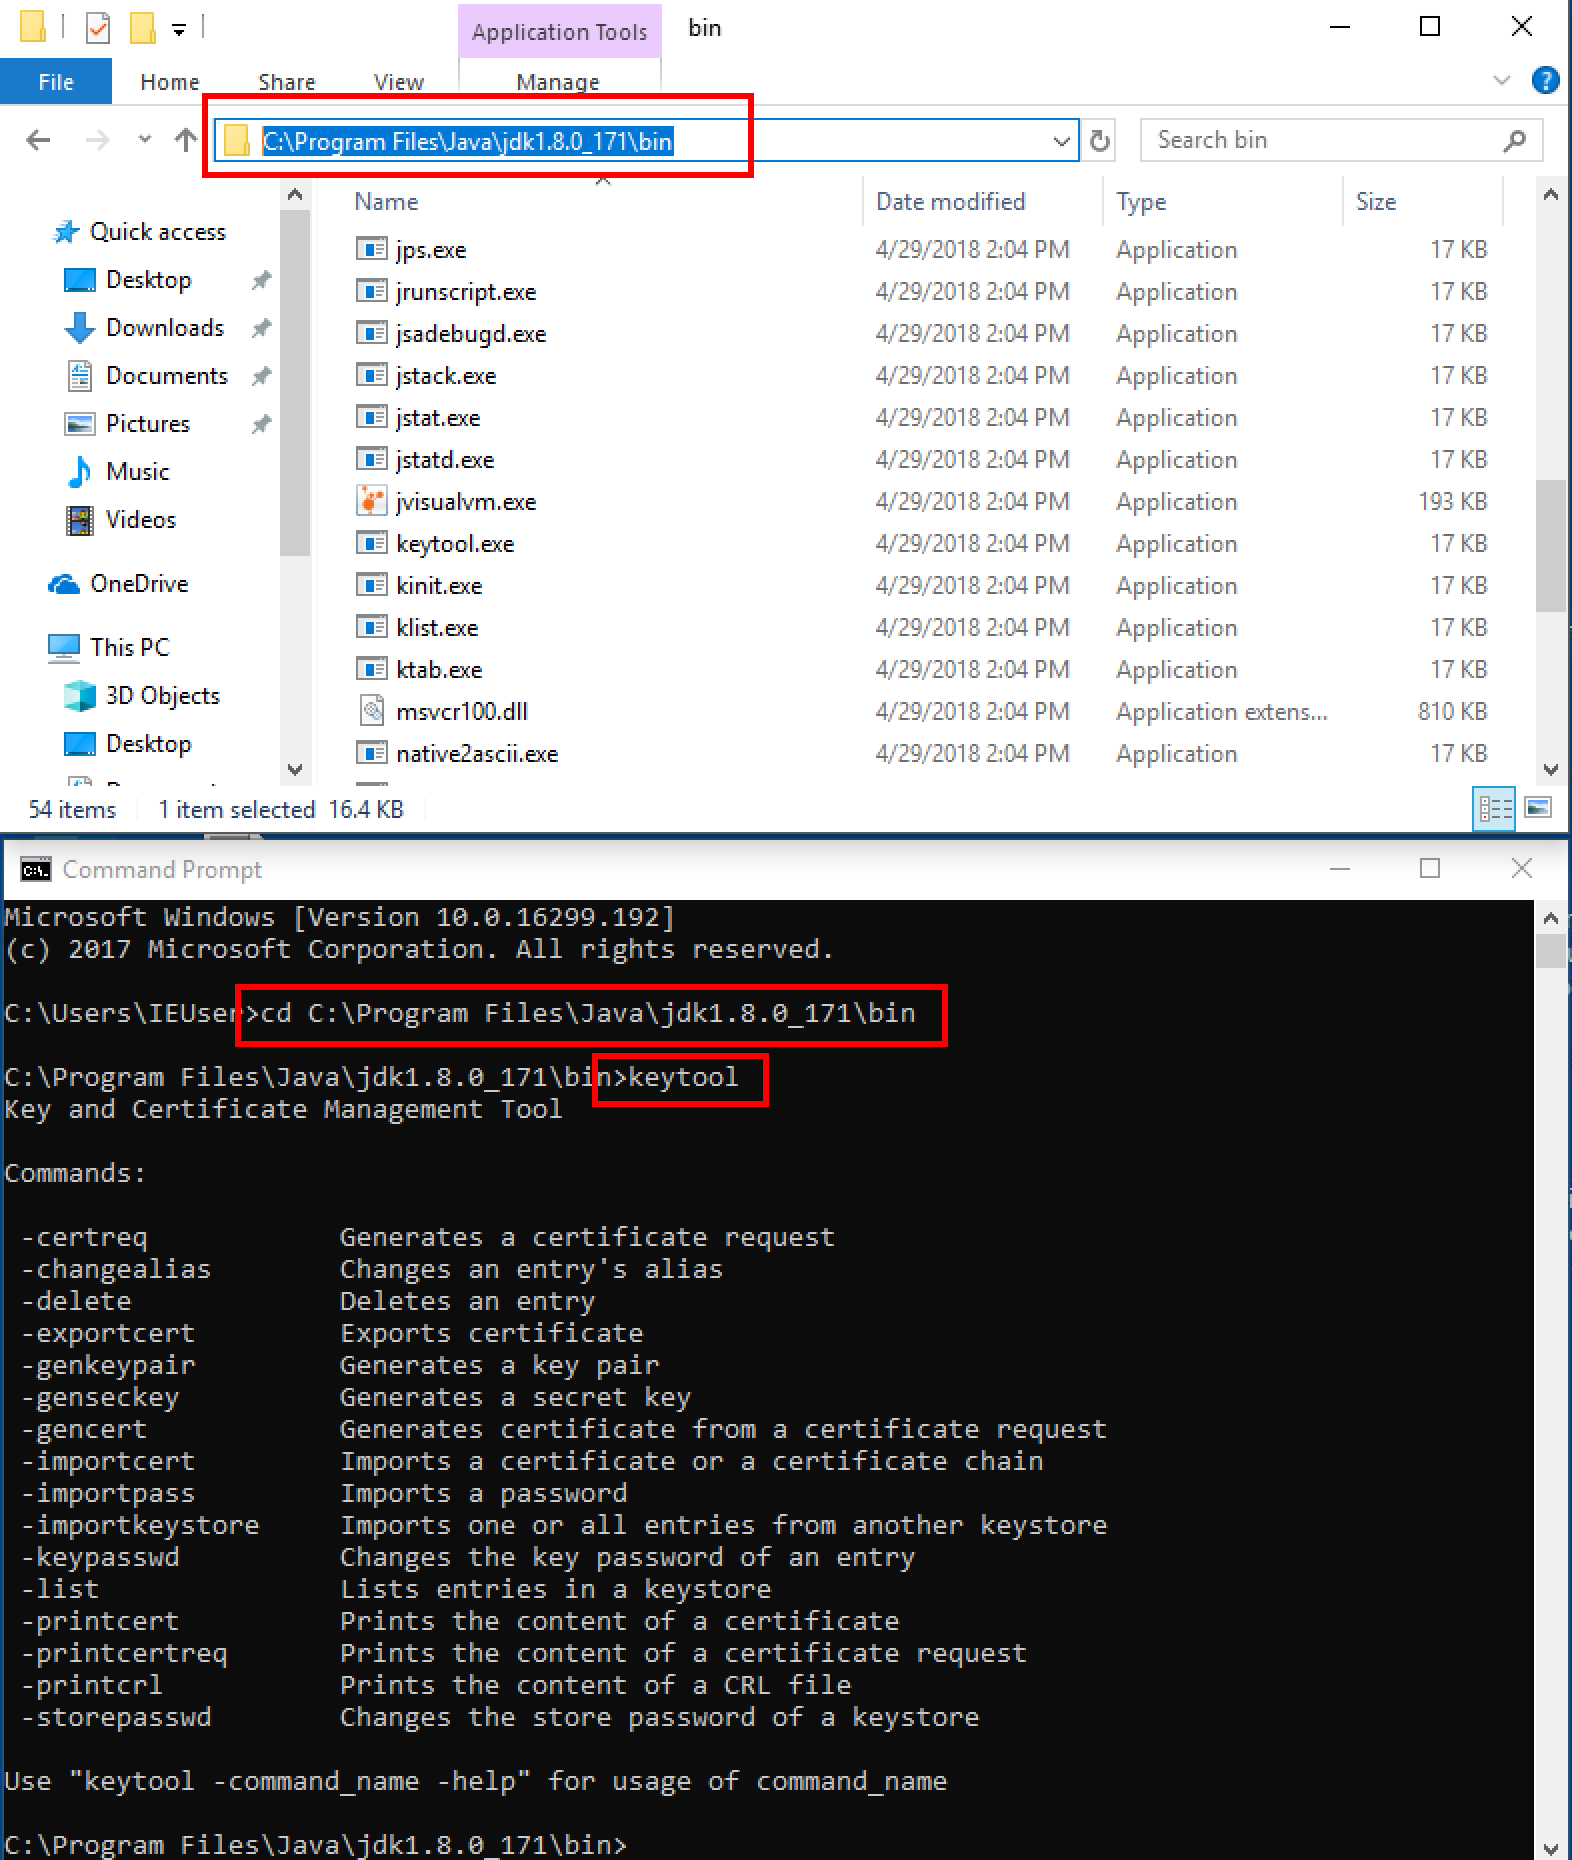 Application Tools bin
File Home Share View Manage
C:\Program Files\Java\jdk1.8.0_171\bin Search bin
Name Date modified Type Size
Quick access
Desktop
Downloads
Documents
Pictures
Music
Videos
OneDrive
This PC
3D Objects
Desktop
jps.exe 4/29/2018 2:04 PM Application 17 KB
jrunscript.exe 4/29/2018 2:04 PM Application 17 KB
jsadebugd.exe 4/29/2018 2:04 PM Application 17 KB
jstack.exe 4/29/2018 2:04 PM Application 17 KB
jstat.exe 4/29/2018 2:04 PM Application 17 KB
jstatd.exe 4/29/2018 2:04 PM Application 17 KB
jvisualvm.exe 4/29/2018 2:04 PM Application 193 KB
keytool.exe 4/29/2018 2:04 PM Application 17 KB
kinit.exe 4/29/2018 2:04 PM Application 17 KB
klist.exe 4/29/2018 2:04 PM Application 17 KB
ktab.exe 4/29/2018 2:04 PM Application 17 KB
msvcr100.dll 4/29/2018 2:04 PM Application extens... 810 KB
native2ascii.exe 4/29/2018 2:04 PM Application 17 KB
54 items 1 item selected 16.4 KB
Command Prompt
Microsoft Windows [Version 10.0.16299.192]
(c) 2017 Microsoft Corporation. All rights reserved.
C:\Users\IEUser>cd C:\Program Files\Java\jdk1.8.0_171\bin
C:\Program Files\Java\jdk1.8.0_171\bin>keytool
Key and Certificate Management Tool
Commands:
-certreq Generates a certificate request
-changealias Changes an entry's alias
-delete Deletes an entry
-exportcert Exports certificate
-genkeypair Generates a key pair
-genseckey Generates a secret key
-gencert Generates certificate from a certificate request
-importcert Imports a certificate or a certificate chain
-importpass Imports a password
-importkeystore Imports one or all entries from another keystore
-keypasswd Changes the key password of an entry
-list Lists entries in a keystore
-printcert Prints the content of a certificate
-printcertreq Prints the content of a certificate request
-printcrl Prints the content of a CRL file
-storepasswd Changes the store password of a keystore
Use "keytool -command_name -help" for usage of command_name
C:\Program Files\Java\jdk1.8.0_171\bin>